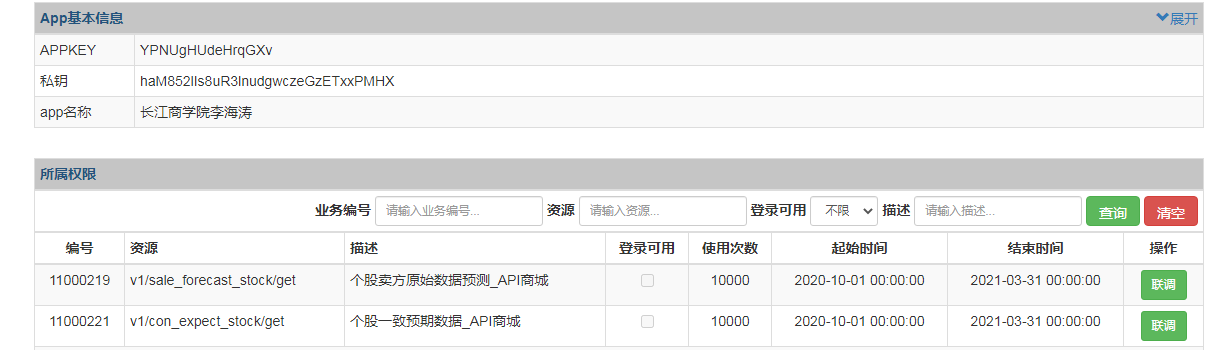 App基本信息 展开
APPKEY YPNUgHUdeHrqGXv
私钥 haM852lIs8uR3lnudgwczeGzETxxPMHX
app名称 长江商学院李海涛
所属权限
业务编号 请输入业务编号... 资源 请输入资源... 登录可用 不限 描述 请输入描述... 查询 清空
编号 资源 描述 登录可用 使用次数 起始时间 结束时间 操作
11000219 v1/sale_forecast_stock/get 个股卖方原始数据预测_API商城 10000 2020-10-01 00:00:00 2021-03-31 00:00:00 联调
11000221 v1/con_expect_stock/get 个股一致预期数据_API商城 10000 2020-10-01 00:00:00 2021-03-31 00:00:00 联调